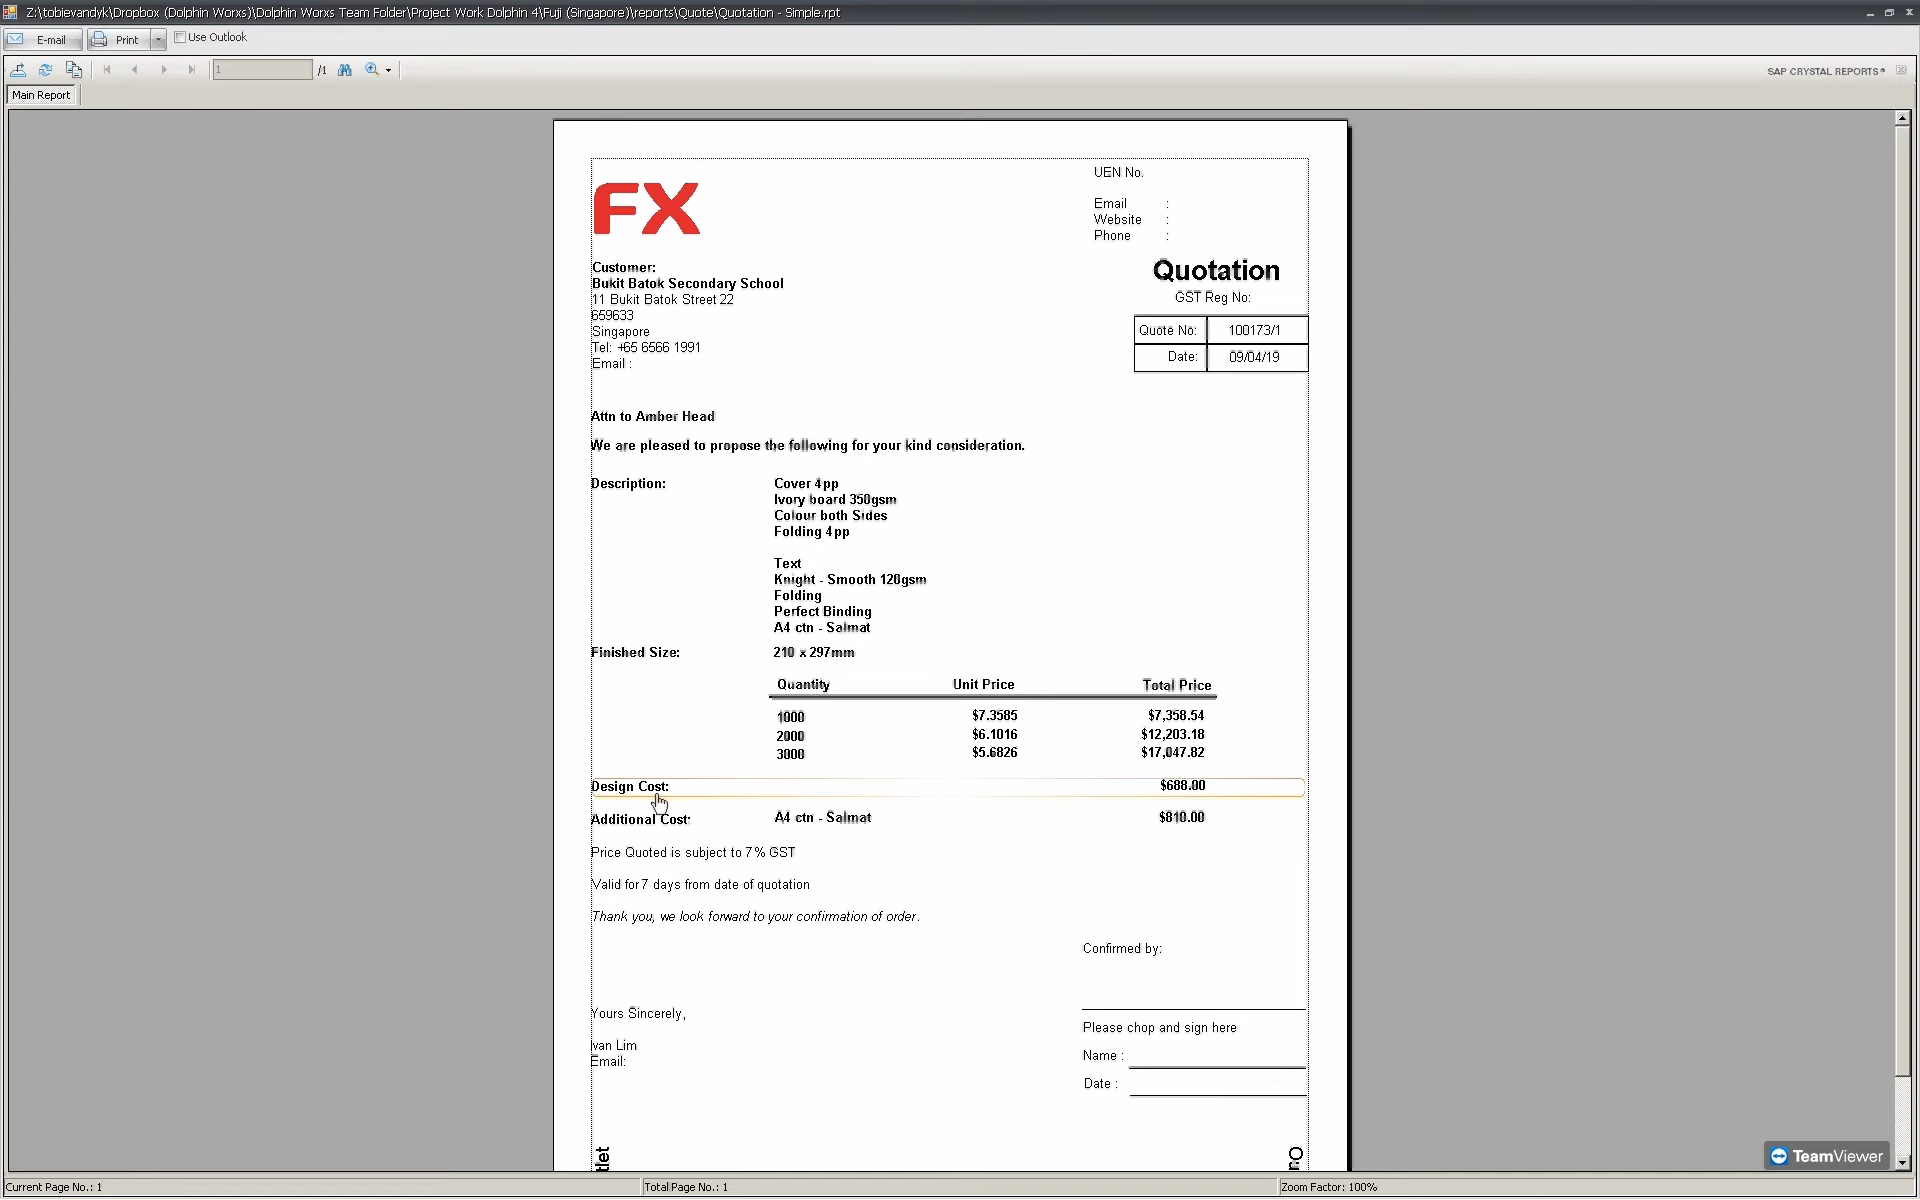 Z:\tobievandyk\Dropbox (Dolphin Worxs)\Dolphin Worxs Team Folder\Project Work Dolphin 4\Fuji (Singapore)\reports\Quote\Quotation - Simple.rpt
E-mail Print Use Outlook
1 /1 SAP CRYSTAL REPORTS®
Main Report
UEN No.
FX
Email :
Website :
Phone :
Customer:
Quotation
Bukit Batok Secondary School
11 Bukit Batok Street 22
GST Reg No:
659633
Singapore
Quote No: 100173/1
Tel: +65 6566 1991
Date: 09/04/19
Email :
Attn to Amber Head
We are pleased to propose the following for your kind consideration.
Description: Cover 4pp
Ivory board 350gsm
Colour both Sides
Folding 4pp
Text
Knight - Smooth 120gsm
Folding
Perfect Binding
A4 ctn - Salmat
Finished Size: 210 x 297mm
Quantity Unit Price Total Price
1000 $7.3585 $7,358.54
2000 $6.1016 $12,203.18
3000 $5.6826 $17,047.82
Design Cost: $688.00
Additional Cost: A4 ctn - Salmat $810.00
Price Quoted is subject to 7% GST
Valid for 7 days from date of quotation
Thank you, we look forward to your confirmation of order.
Confirmed by:
Yours Sincerely,
Please chop and sign here
Ivan Lim
Name :
Email:
Date :
TeamViewer
Current Page No.: 1 Total Page No.: 1 Zoom Factor: 100%